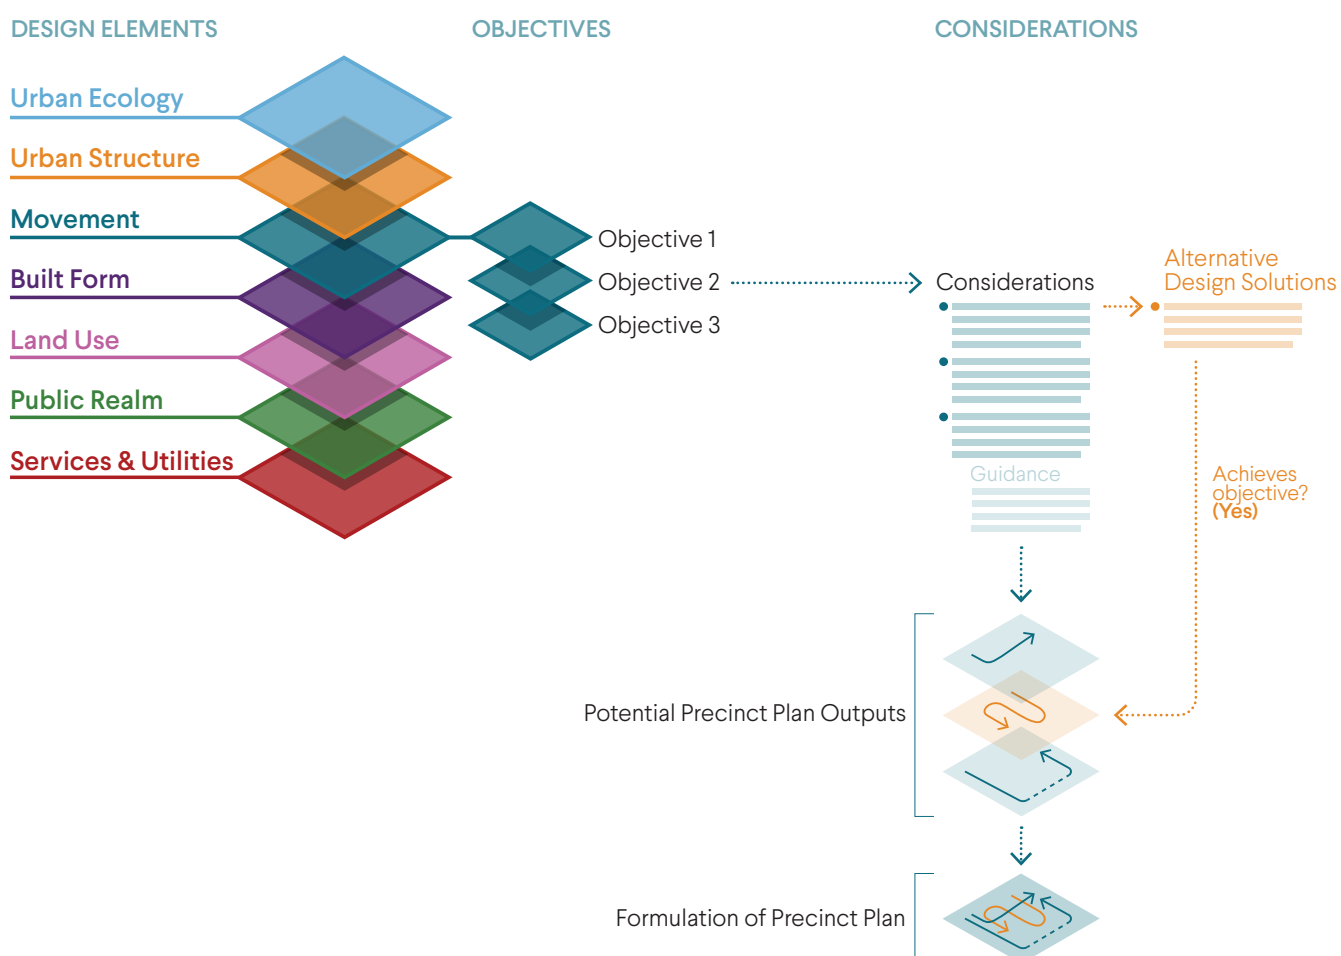 DESIGN ELEMENTS
OBJECTIVES
CONSIDERATIONS
Urban Ecology
Urban Structure
Movement
Built Form
Land Use
Public Realm
Services & Utilities
Objective 1
Objective 2
Objective 3
Considerations
Guidance
Alternative
Design Solutions
Achieves
objective?
(Yes)
Potential Precinct Plan Outputs
Formulation of Precinct Plan